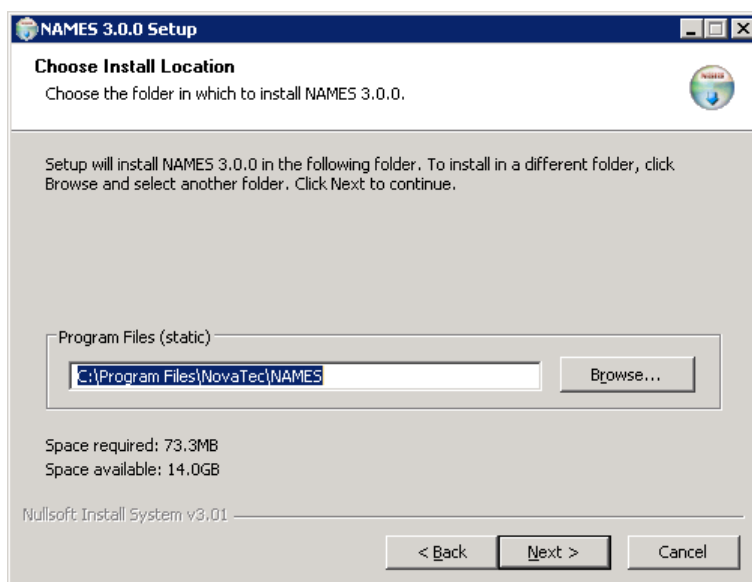 NAMES 3.0.0 Setup
Choose Install Location
Choose the folder in which to install NAMES 3.0.0.
Setup will install NAMES 3.0.0 in the following folder. To install in a different folder, click
Browse and select another folder. Click Next to continue.
Program Files (static)
C:\Program Files\NovaTec\NAMES
Browse...
Space required: 73.3MB
Space available: 14.0GB
Nullsoft Install System v3.01
< Back
Next >
Cancel